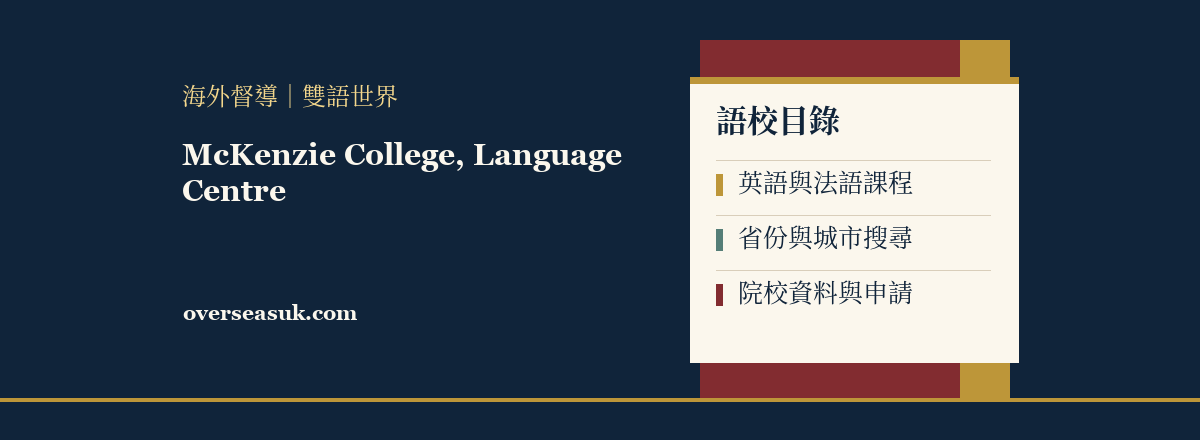 海外督導｜雙語世界
McKenzie College, Language
Centre
overseasuk.com
語校目錄
英語與法語課程
省份與城市搜尋
院校資料與申請